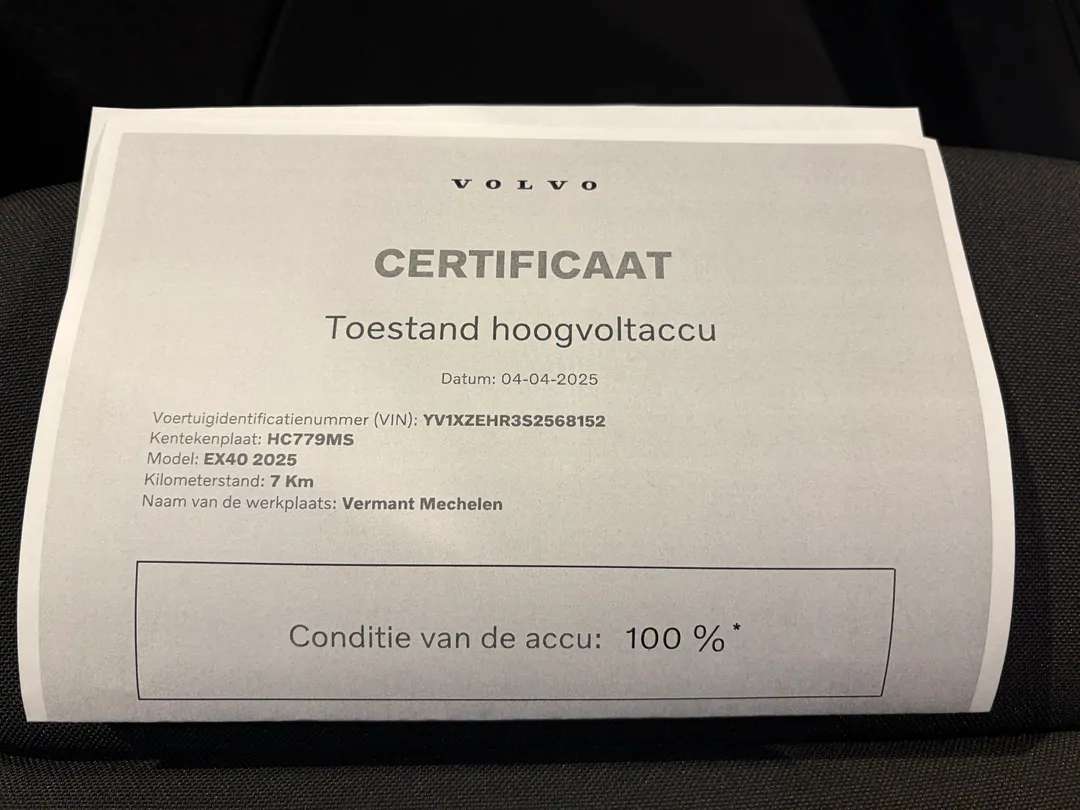 VOLVO
CERTIFICAAT
Toestand hoogvoltaccu
Datum: 04-04-2025
Voertuigidentificatienummer (VIN): YV1XZEHR3S2568152
Kentekenplaat: HC779MS
Model: EX40 2025
Kilometerstand: 7 Km
Naam van de werkplaats: Vermant Mechelen
Conditie van de accu: 100 %*